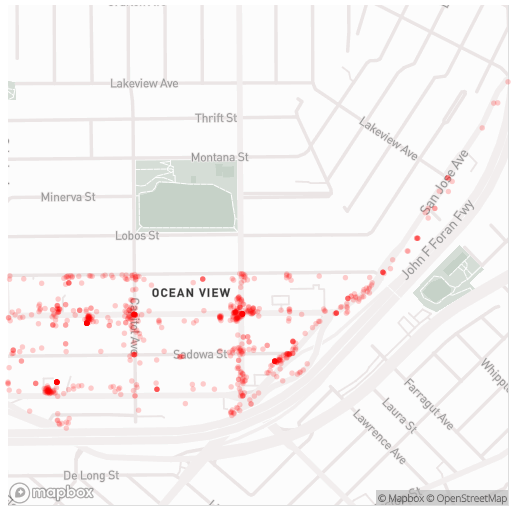 Lakeview Ave
Thrift St
Lakeview Ave
Montana St
San Jose Ave
Minerva St
John F Foran Fwy
Lobos St
OCEAN VIEW
Capitol Ave
Sadowa St
Farragut Ave
Laura St
Lawrence Ave
De Long St
mapbox
© Mapbox © OpenStreetMap